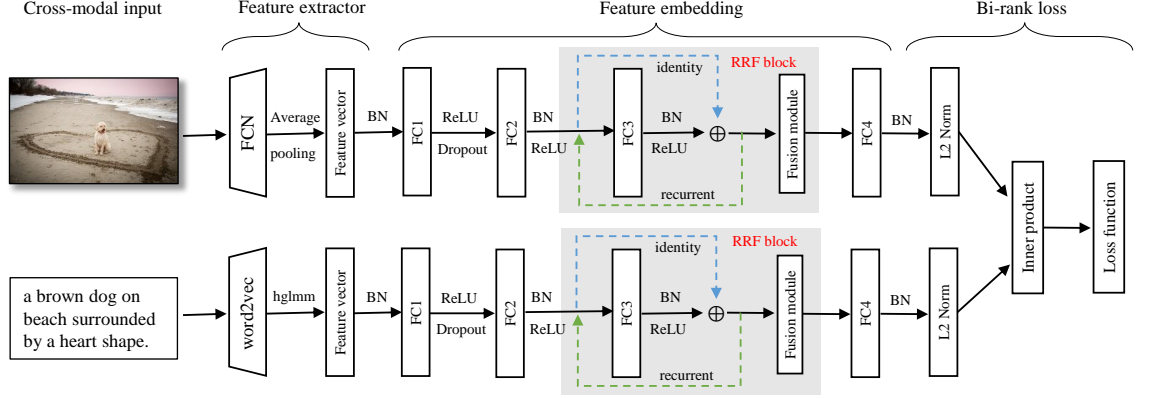 Cross-modal input
Feature extractor
Feature embedding
Bi-rank loss
FCN
Average
pooling
Feature vector
BN
FC1
ReLU
Dropout
FC2
BN
ReLU
identity
RRF block
FC3
BN
ReLU
recurrent
Fusion module
FC4
BN
L2 Norm
Inner product
Loss function
a brown dog on
beach surrounded
by a heart shape.
word2vec
hglmm
Feature vector
BN
FC1
ReLU
Dropout
FC2
BN
ReLU
identity
RRF block
FC3
BN
ReLU
recurrent
Fusion module
FC4
BN
L2 Norm